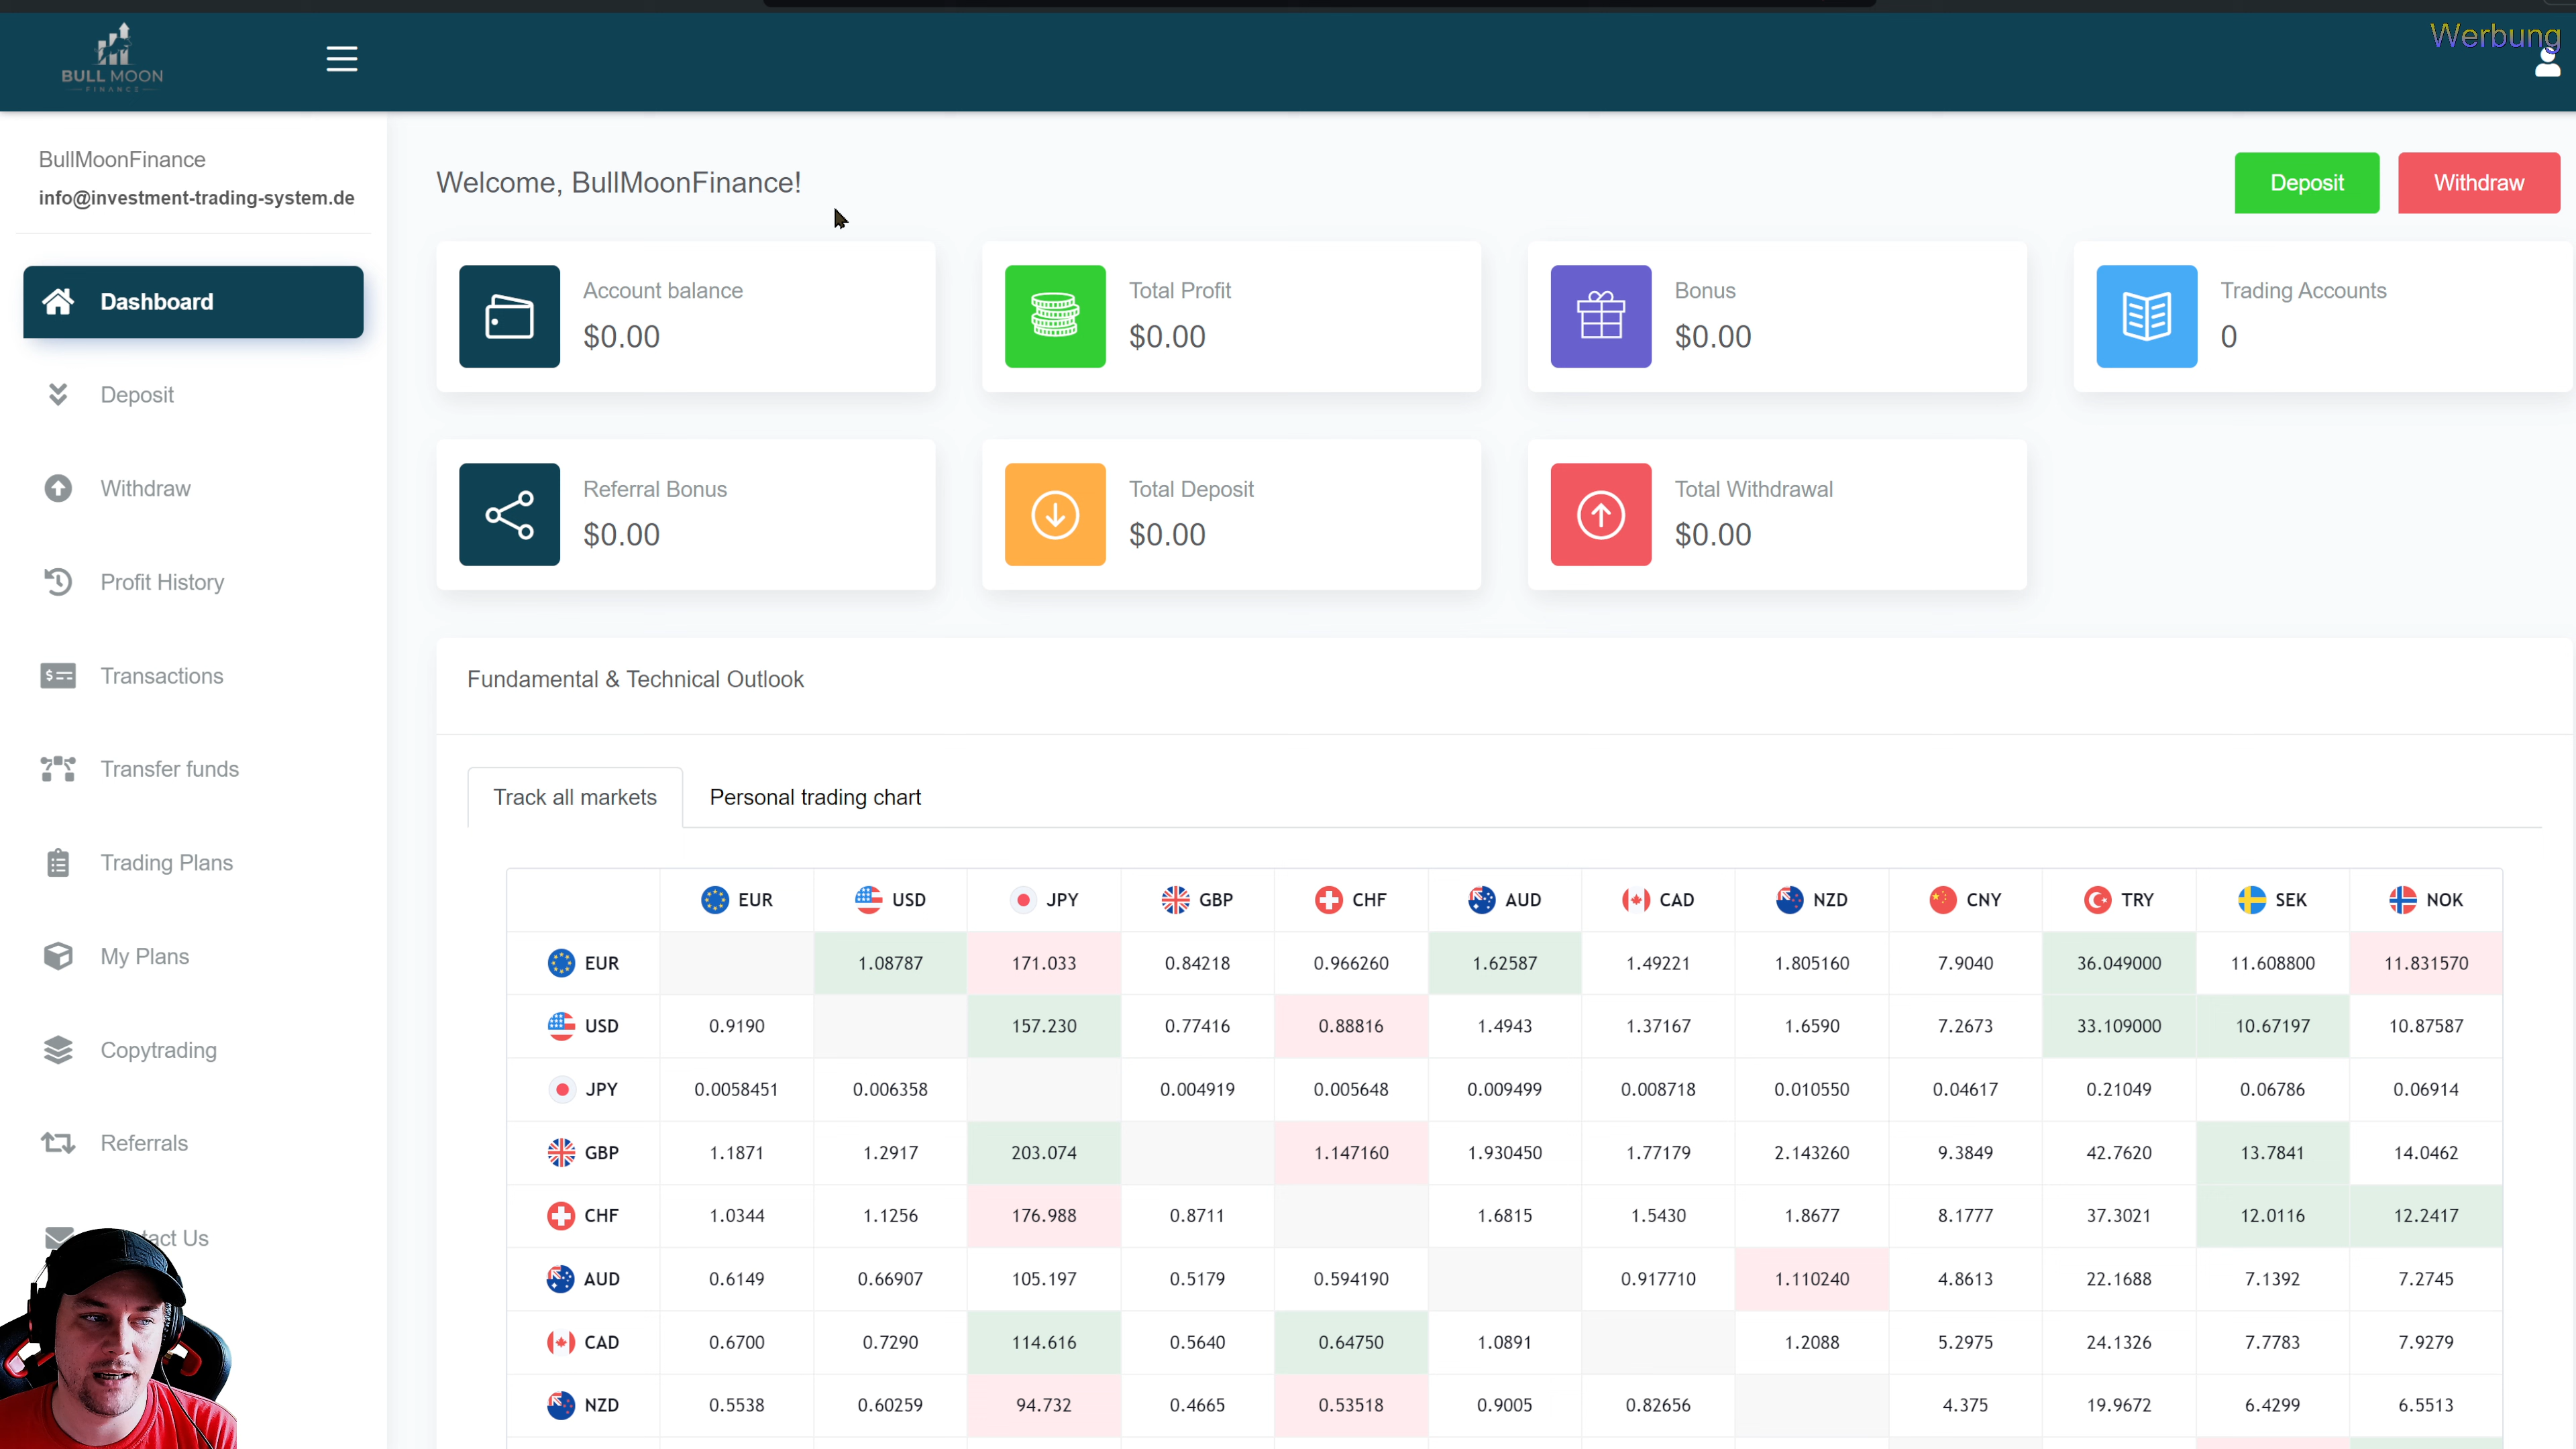 BULL MOON
FINANCE
Werbung
BullMoonFinance
info@investment-trading-system.de
Dashboard
Deposit
Withdraw
Profit History
Transactions
Transfer funds
Trading Plans
My Plans
Copytrading
Referrals
tact Us
Welcome, BullMoonFinance!
Deposit
Withdraw
Account balance
$0.00
Total Profit
$0.00
Bonus
$0.00
Trading Accounts
0
Referral Bonus
$0.00
Total Deposit
$0.00
Total Withdrawal
$0.00
Fundamental & Technical Outlook
Track all markets Personal trading chart
EUR USD JPY GBP CHF AUD CAD NZD CNY TRY SEK NOK
EUR 1.08787 171.033 0.84218 0.966260 1.62587 1.49221 1.805160 7.9040 36.049000 11.608800 11.831570
USD 0.9190 157.230 0.77416 0.88816 1.4943 1.37167 1.6590 7.2673 33.109000 10.67197 10.87587
JPY 0.0058451 0.006358 0.004919 0.005648 0.009499 0.008718 0.010550 0.04617 0.21049 0.06786 0.06914
GBP 1.1871 1.2917 203.074 1.147160 1.930450 1.77179 2.143260 9.3849 42.7620 13.7841 14.0462
CHF 1.0344 1.1256 176.988 0.8711 1.6815 1.5430 1.8677 8.1777 37.3021 12.0116 12.2417
AUD 0.6149 0.66907 105.197 0.5179 0.594190 0.917710 1.110240 4.8613 22.1688 7.1392 7.2745
CAD 0.6700 0.7290 114.616 0.5640 0.64750 1.0891 1.2088 5.2975 24.1326 7.7783 7.9279
NZD 0.5538 0.60259 94.732 0.4665 0.53518 0.9005 0.82656 4.375 19.9672 6.4299 6.5513